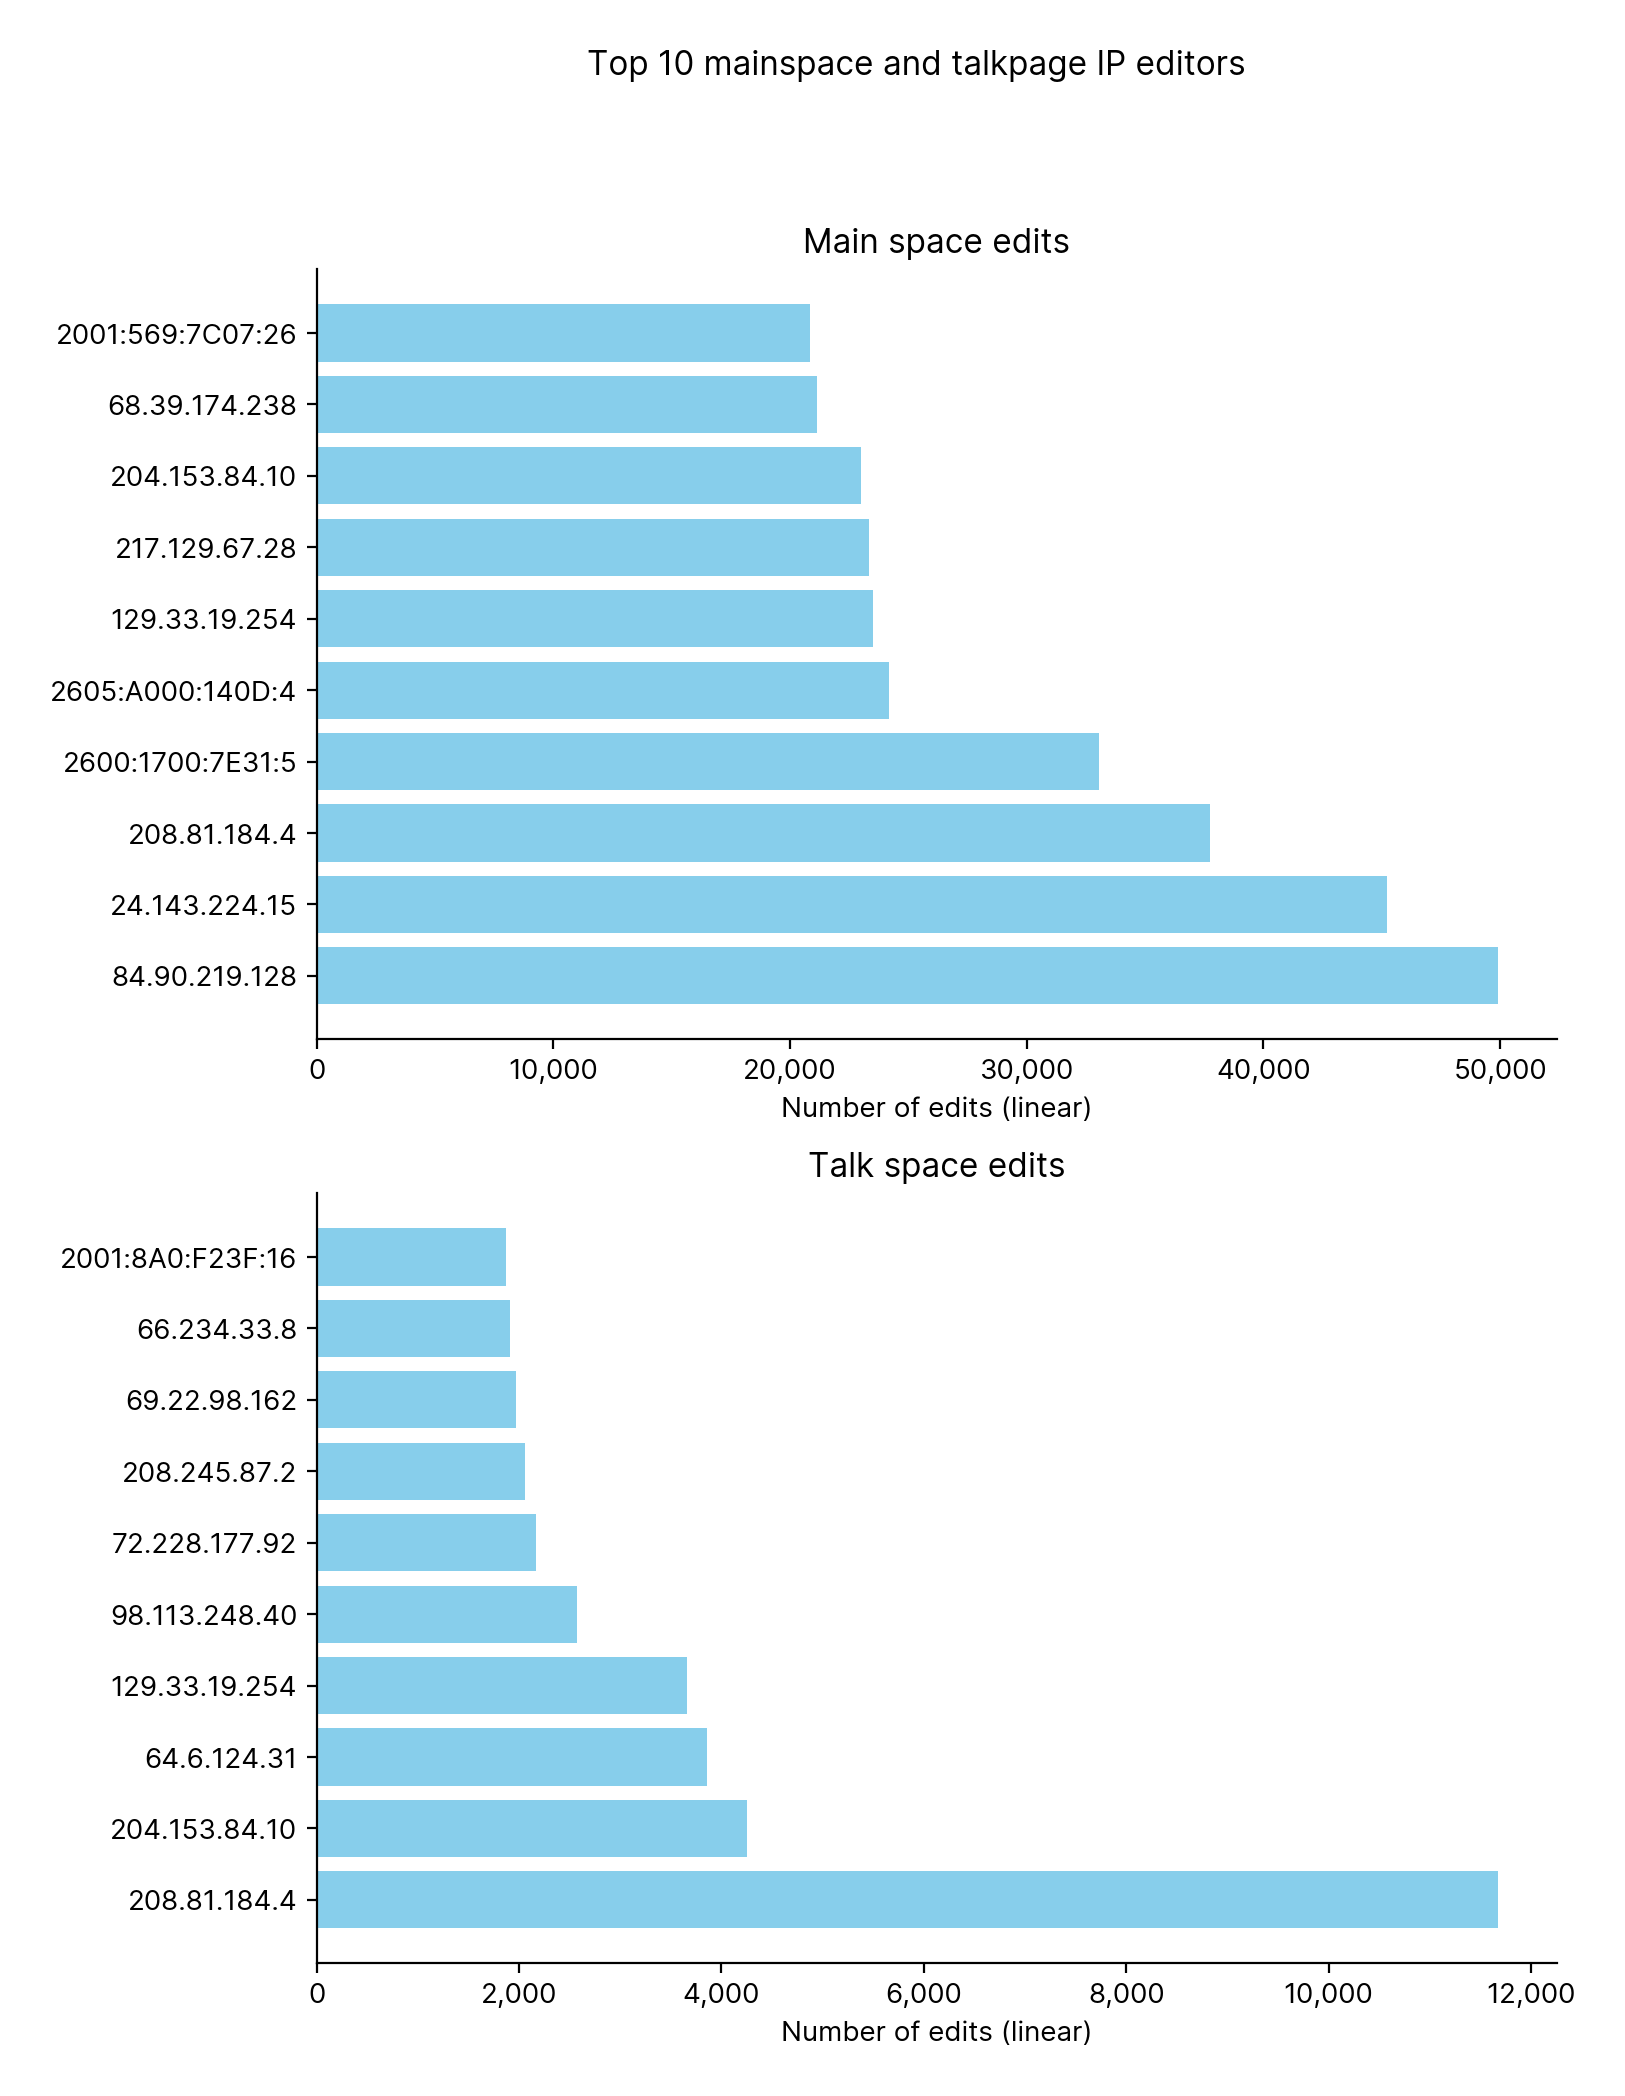 Top 10 mainspace and talkpage IP editors
Main space edits
2001:569:7C07:26
68.39.174.238
204.153.84.10
217.129.67.28
129.33.19.254
2605:A000:140D:4
2600:1700:7E31:5
208.81.184.4
24.143.224.15
84.90.219.128
0 10,000 20,000 30,000 40,000 50,000
Number of edits (linear)
Talk space edits
2001:8A0:F23F:16
66.234.33.8
69.22.98.162
208.245.87.2
72.228.177.92
98.113.248.40
129.33.19.254
64.6.124.31
204.153.84.10
208.81.184.4
0 2,000 4,000 6,000 8,000 10,000 12,000
Number of edits (linear)